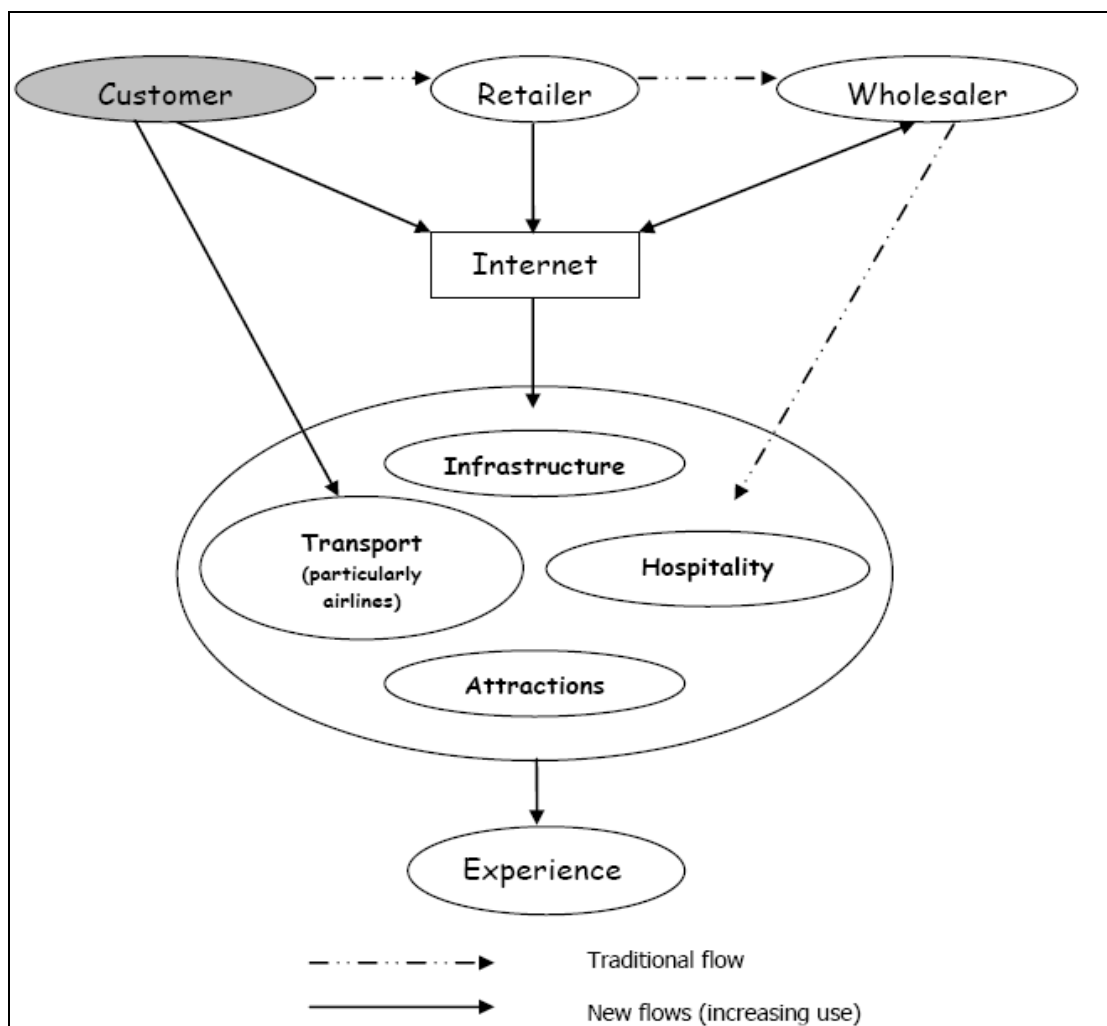 Customer
Retailer
Wholesaler
Internet
Infrastructure
Transport
(particularly
airlines)
Hospitality
Attractions
Experience
Traditional flow
New flows (increasing use)